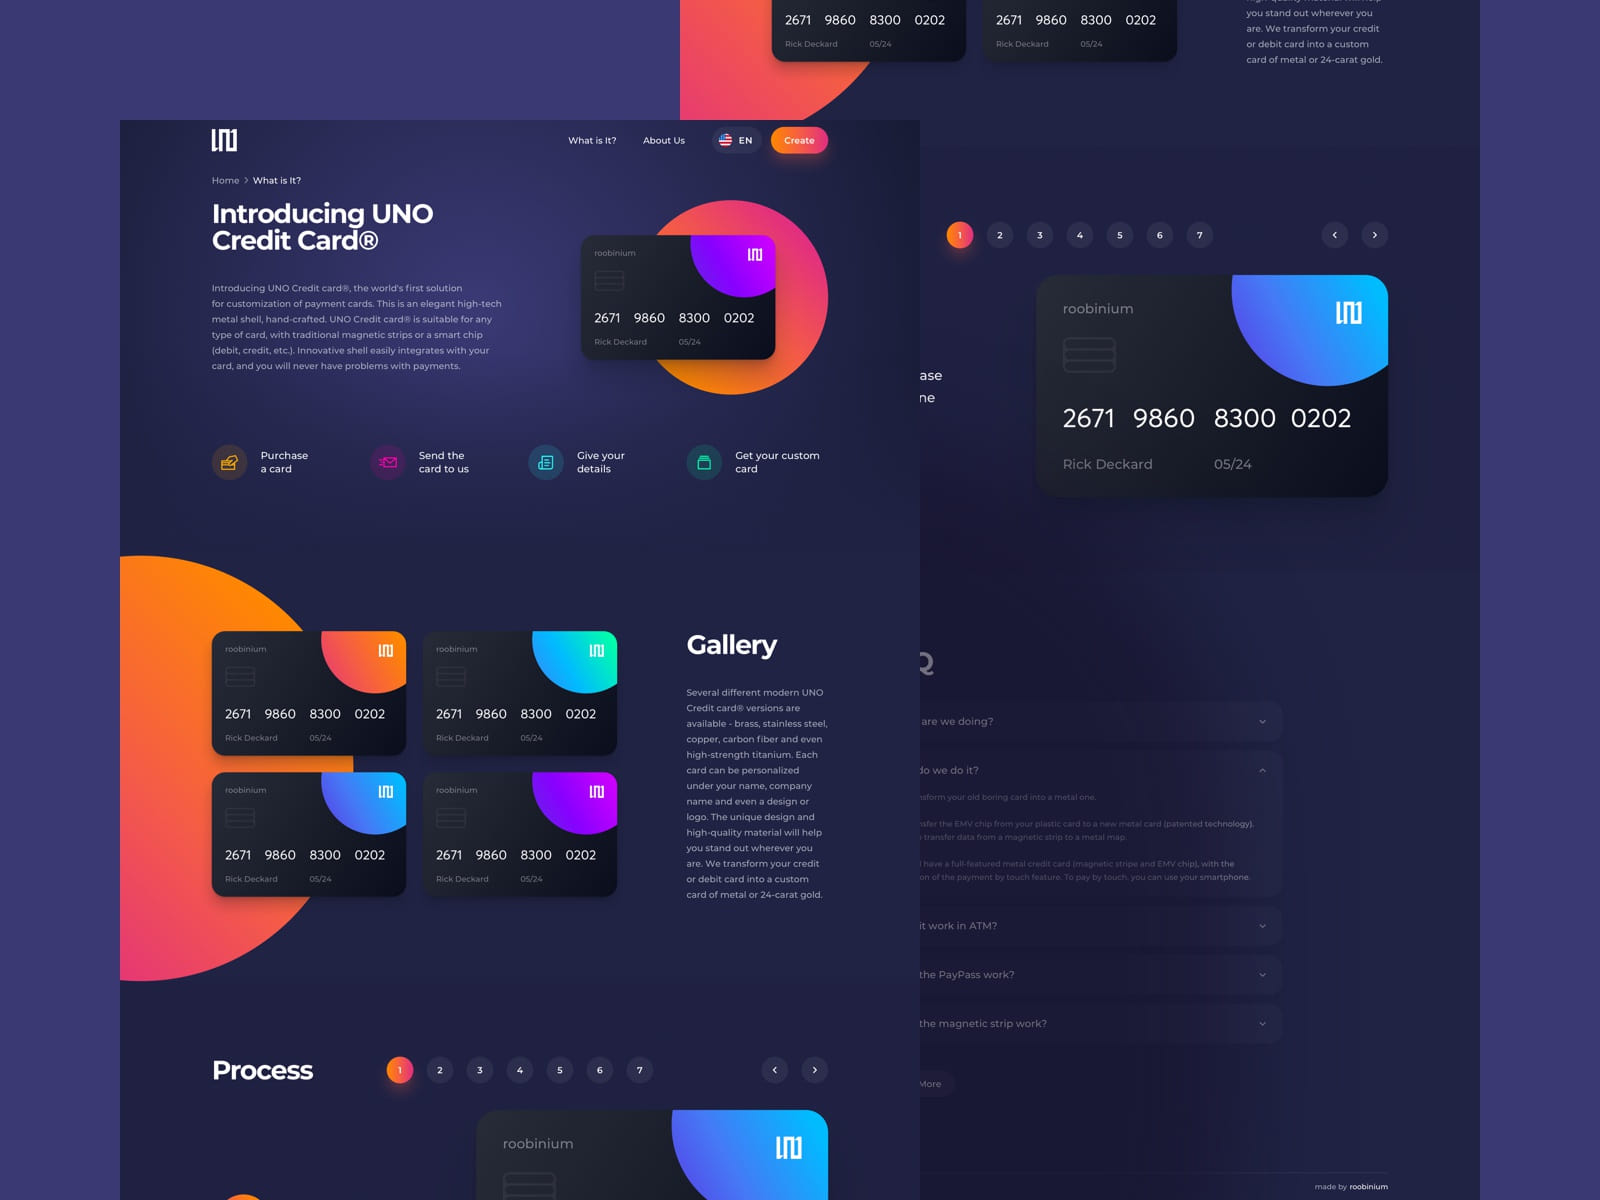 2671 9860 8300 0202
Rick Deckard 05/24
2671 9860 8300 0202
Rick Deckard 05/24
you stand out wherever you
are. We transform your credit
or debit card into a custom
card of metal or 24-carat gold.
What is It?
About Us
EN
Create
Home > What is It?
Introducing UNO
Credit Card®
Introducing UNO Credit card®, the world's first solution
for customization of payment cards. This is an elegant high-tech
metal shell, hand-crafted. UNO Credit card® is suitable for any
type of card, with traditional magnetic strips or a smart chip
(debit, credit, etc.). Innovative shell easily integrates with your
card, and you will never have problems with payments.
roobinium
2671 9860 8300 0202
Rick Deckard 05/24
Purchase
a card
Send the
card to us
Give your
details
Get your custom
card
roobinium
2671 9860 8300 0202
Rick Deckard 05/24
roobinium
2671 9860 8300 0202
Rick Deckard 05/24
roobinium
2671 9860 8300 0202
Rick Deckard 05/24
roobinium
2671 9860 8300 0202
Rick Deckard 05/24
Gallery
Several different modern UNO
Credit card® versions are
available - brass, stainless steel,
copper, carbon fiber and even
high-strength titanium. Each
card can be personalized
under your name, company
name and even a design or
logo. The unique design and
high-quality material will help
you stand out wherever you
are. We transform your credit
or debit card into a custom
card of metal or 24-carat gold.
Process
1 2 3 4 5 6 7
roobinium
1 2 3 4 5 6 7
ase
ne
roobinium
2671 9860 8300 0202
Rick Deckard 05/24
Q
are we doing?
do we do it?
nsform your old boring card into a metal one.
nsfer the EMV chip from your plastic card to a new metal card (patented technology).
transfer data from a magnetic strip to a metal map.
have a full-featured metal credit card (magnetic stripe and EMV chip), with the
on of the payment by touch feature. To pay by touch, you can use your smartphone.
it work in ATM?
the PayPass work?
the magnetic strip work?
More
made by roobinium